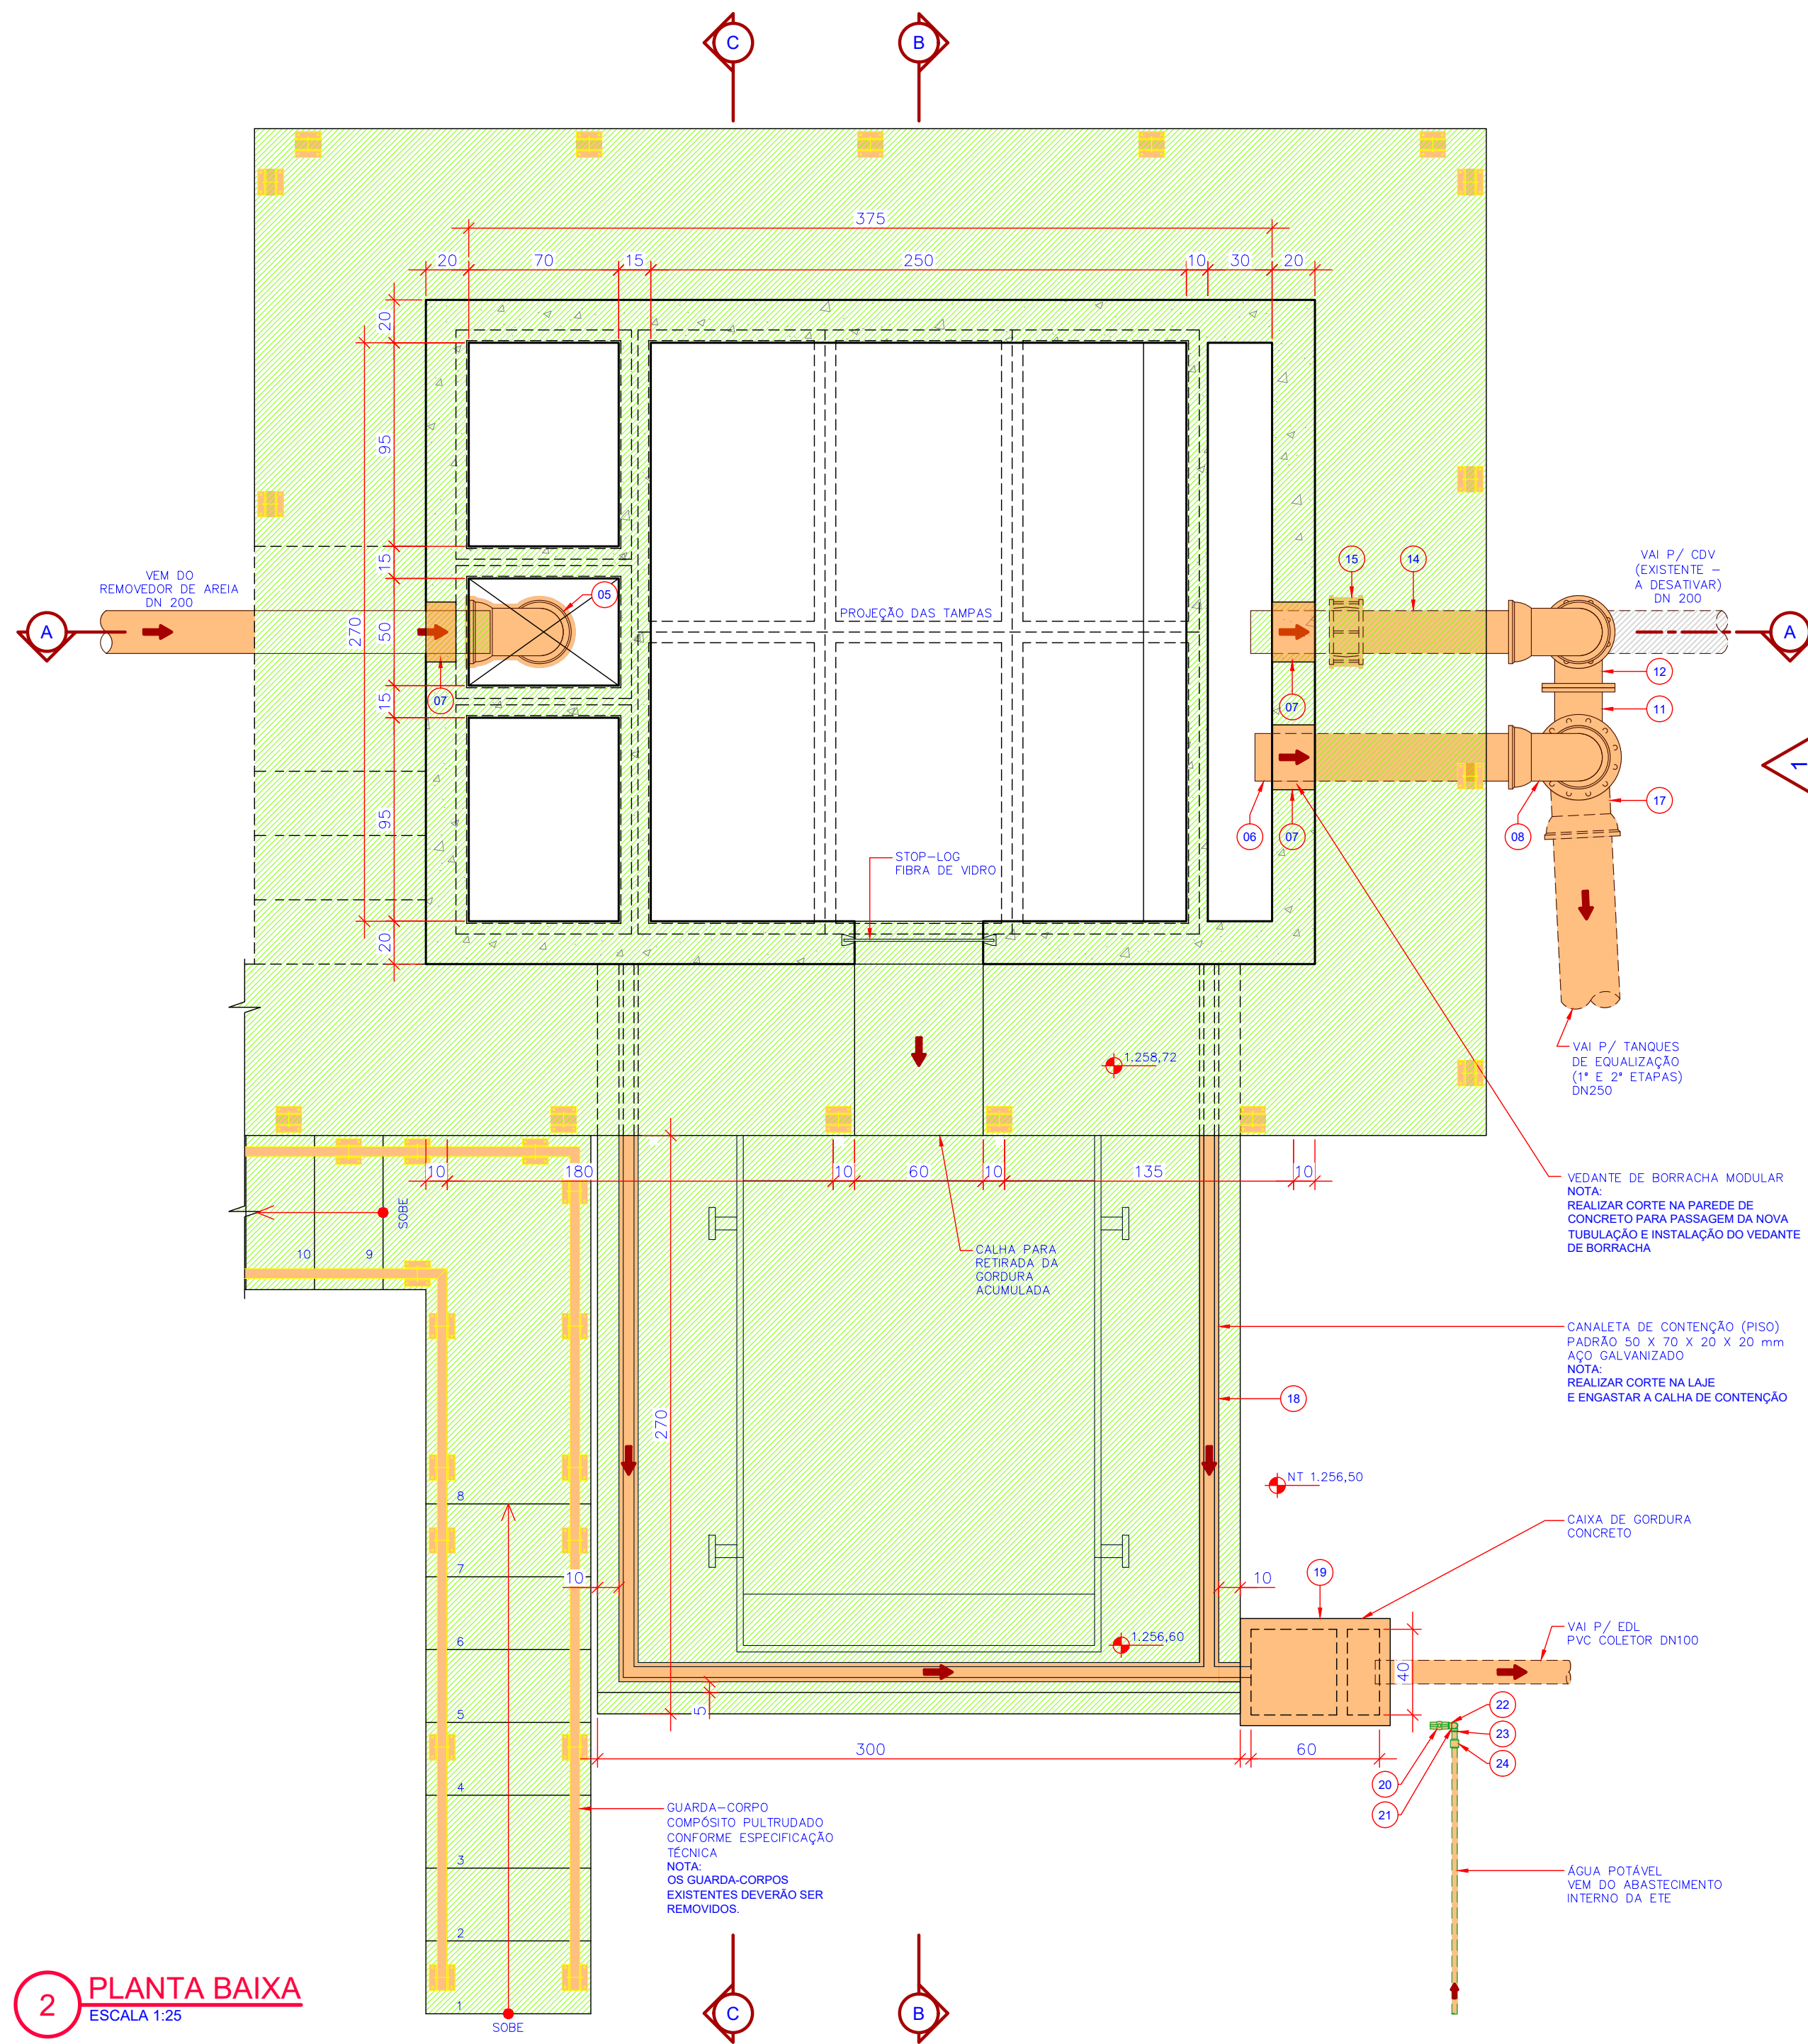 C
B
375
20
70
15
250
10
30
20
20
95
15
270
50
15
95
20
VEM DO
REMOVEDOR DE AREIA
DN 200
A
07
05
PROJEÇÃO DAS TAMPAS
STOP-LOG
FIBRA DE VIDRO
15
14
VAI P/ CDV
(EXISTENTE -
A DESATIVAR)
DN 200
A
12
11
07
1
17
06
07
08
VAI P/ TANQUES
DE EQUALIZAÇÃO
(1ª E 2ª ETAPAS)
DN250
1.258,72
10
180
10
60
10
135
10
VEDANTE DE BORRACHA MODULAR
NOTA:
REALIZAR CORTE NA PAREDE DE
CONCRETO PARA PASSAGEM DA NOVA
TUBULAÇÃO E INSTALAÇÃO DO VEDANTE
DE BORRACHA
SOBE
10
9
CALHA PARA
RETIRADA DA
GORDURA
ACUMULADA
CANALETA DE CONTENÇÃO (PISO)
PADRÃO 50 X 70 X 20 X 20 mm
AÇO GALVANIZADO
NOTA:
REALIZAR CORTE NA LAJE
E ENGASTAR A CALHA DE CONTENÇÃO
18
270
NT 1.256,50
8
CAIXA DE GORDURA
CONCRETO
7
10
10
19
6
1.256,60
VAI P/ EDL
PVC COLETOR DN100
40
5
5
22
23
24
300
60
20
21
4
GUARDA-CORPO
COMPÓSITO PULTRUDADO
CONFORME ESPECIFICAÇÃO
TÉCNICA
NOTA:
OS GUARDA-CORPOS
EXISTENTES DEVERÃO SER
REMOVIDOS.
3
ÁGUA POTÁVEL
VEM DO ABASTECIMENTO
INTERNO DA ETE
2
1
SOBE
C
B
2
PLANTA BAIXA
ESCALA 1:25